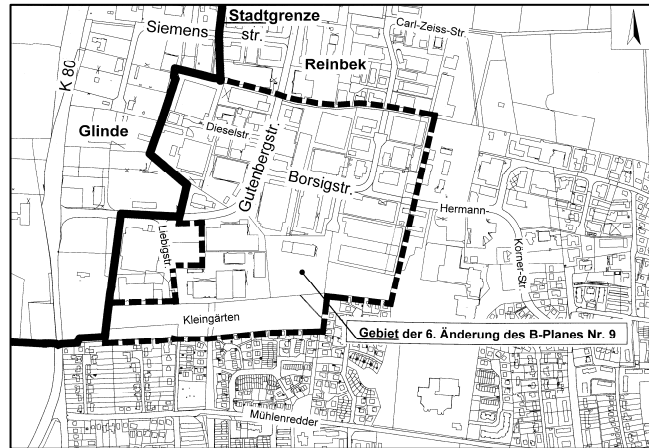 Stadtgrenze
Siemens
str.
Carl-Zeiss-Str.
Reinbek
K 80
Glinde
Dieselstr.
Gutenbergstr.
Borsigstr.
Hermann-
Körner-Str.
Liebigstr.
Kleingärten
Gebiet der 6. Änderung des B-Planes Nr. 9
Mühlenredder